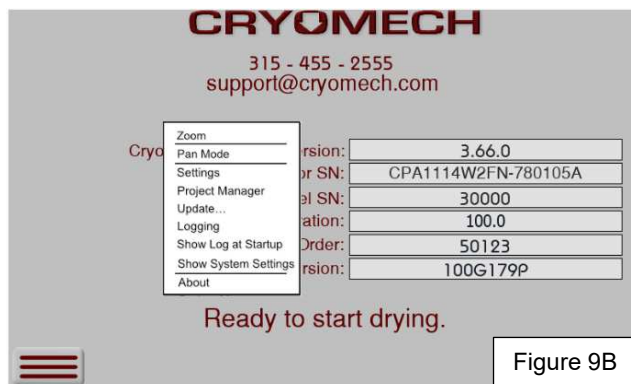 CRYOMECH
315 - 455 - 2555
support@cryomech.com
Zoom
Pan Mode
Settings
Project Manager
Update...
Logging
Show Log at Startup
Show System Settings
About
Cryo
rsion: 3.66.0
or SN: CPA1114W2FN-780105A
el SN: 30000
ation: 100.0
Order: 50123
rsion: 100G179P
Ready to start drying.
Figure 9B